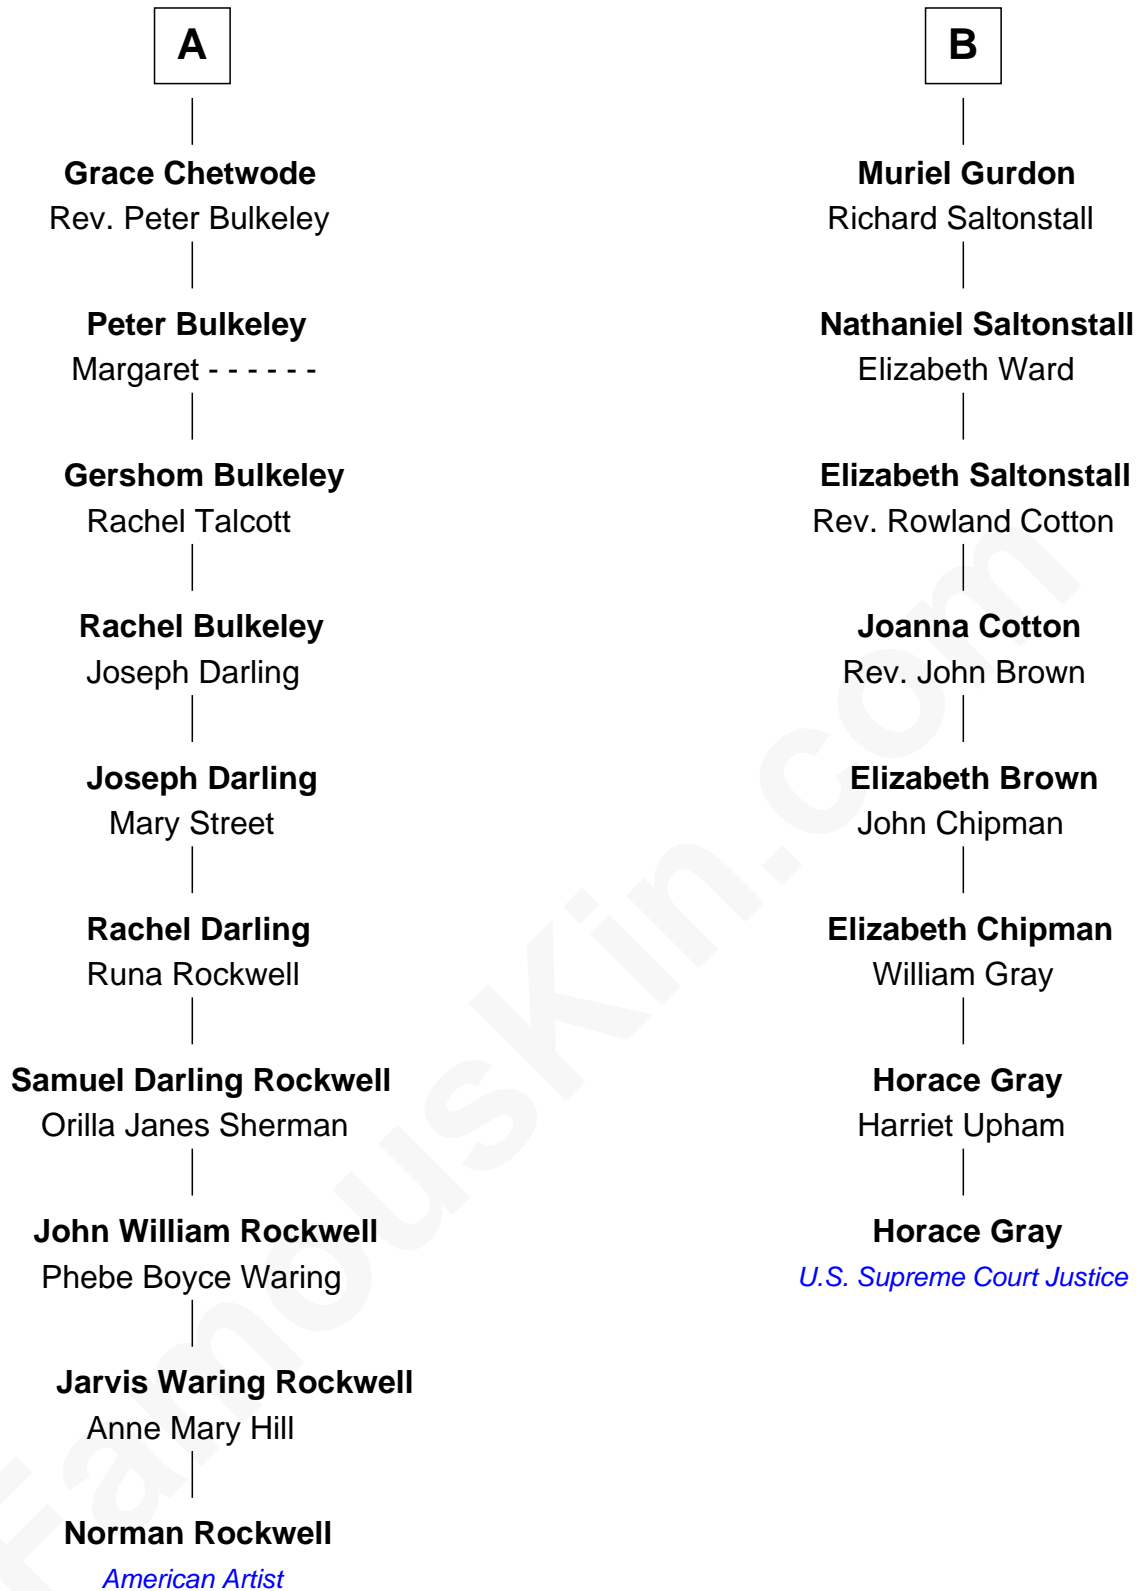 A
Grace Chetwode
Rev. Peter Bulkeley
Peter Bulkeley
Margaret - - - - - -
Gershom Bulkeley
Rachel Talcott
Rachel Bulkeley
Joseph Darling
Joseph Darling
Mary Street
Rachel Darling
Runa Rockwell
Samuel Darling Rockwell
Orilla Janes Sherman
John William Rockwell
Phebe Boyce Waring
Jarvis Waring Rockwell
Anne Mary Hill
Norman Rockwell
American Artist
B
Muriel Gurdon
Richard Saltonstall
Nathaniel Saltonstall
Elizabeth Ward
Elizabeth Saltonstall
Rev. Rowland Cotton
Joanna Cotton
Rev. John Brown
Elizabeth Brown
John Chipman
Elizabeth Chipman
William Gray
Horace Gray
Harriet Upham
Horace Gray
U.S. Supreme Court Justice
FamousKin.com